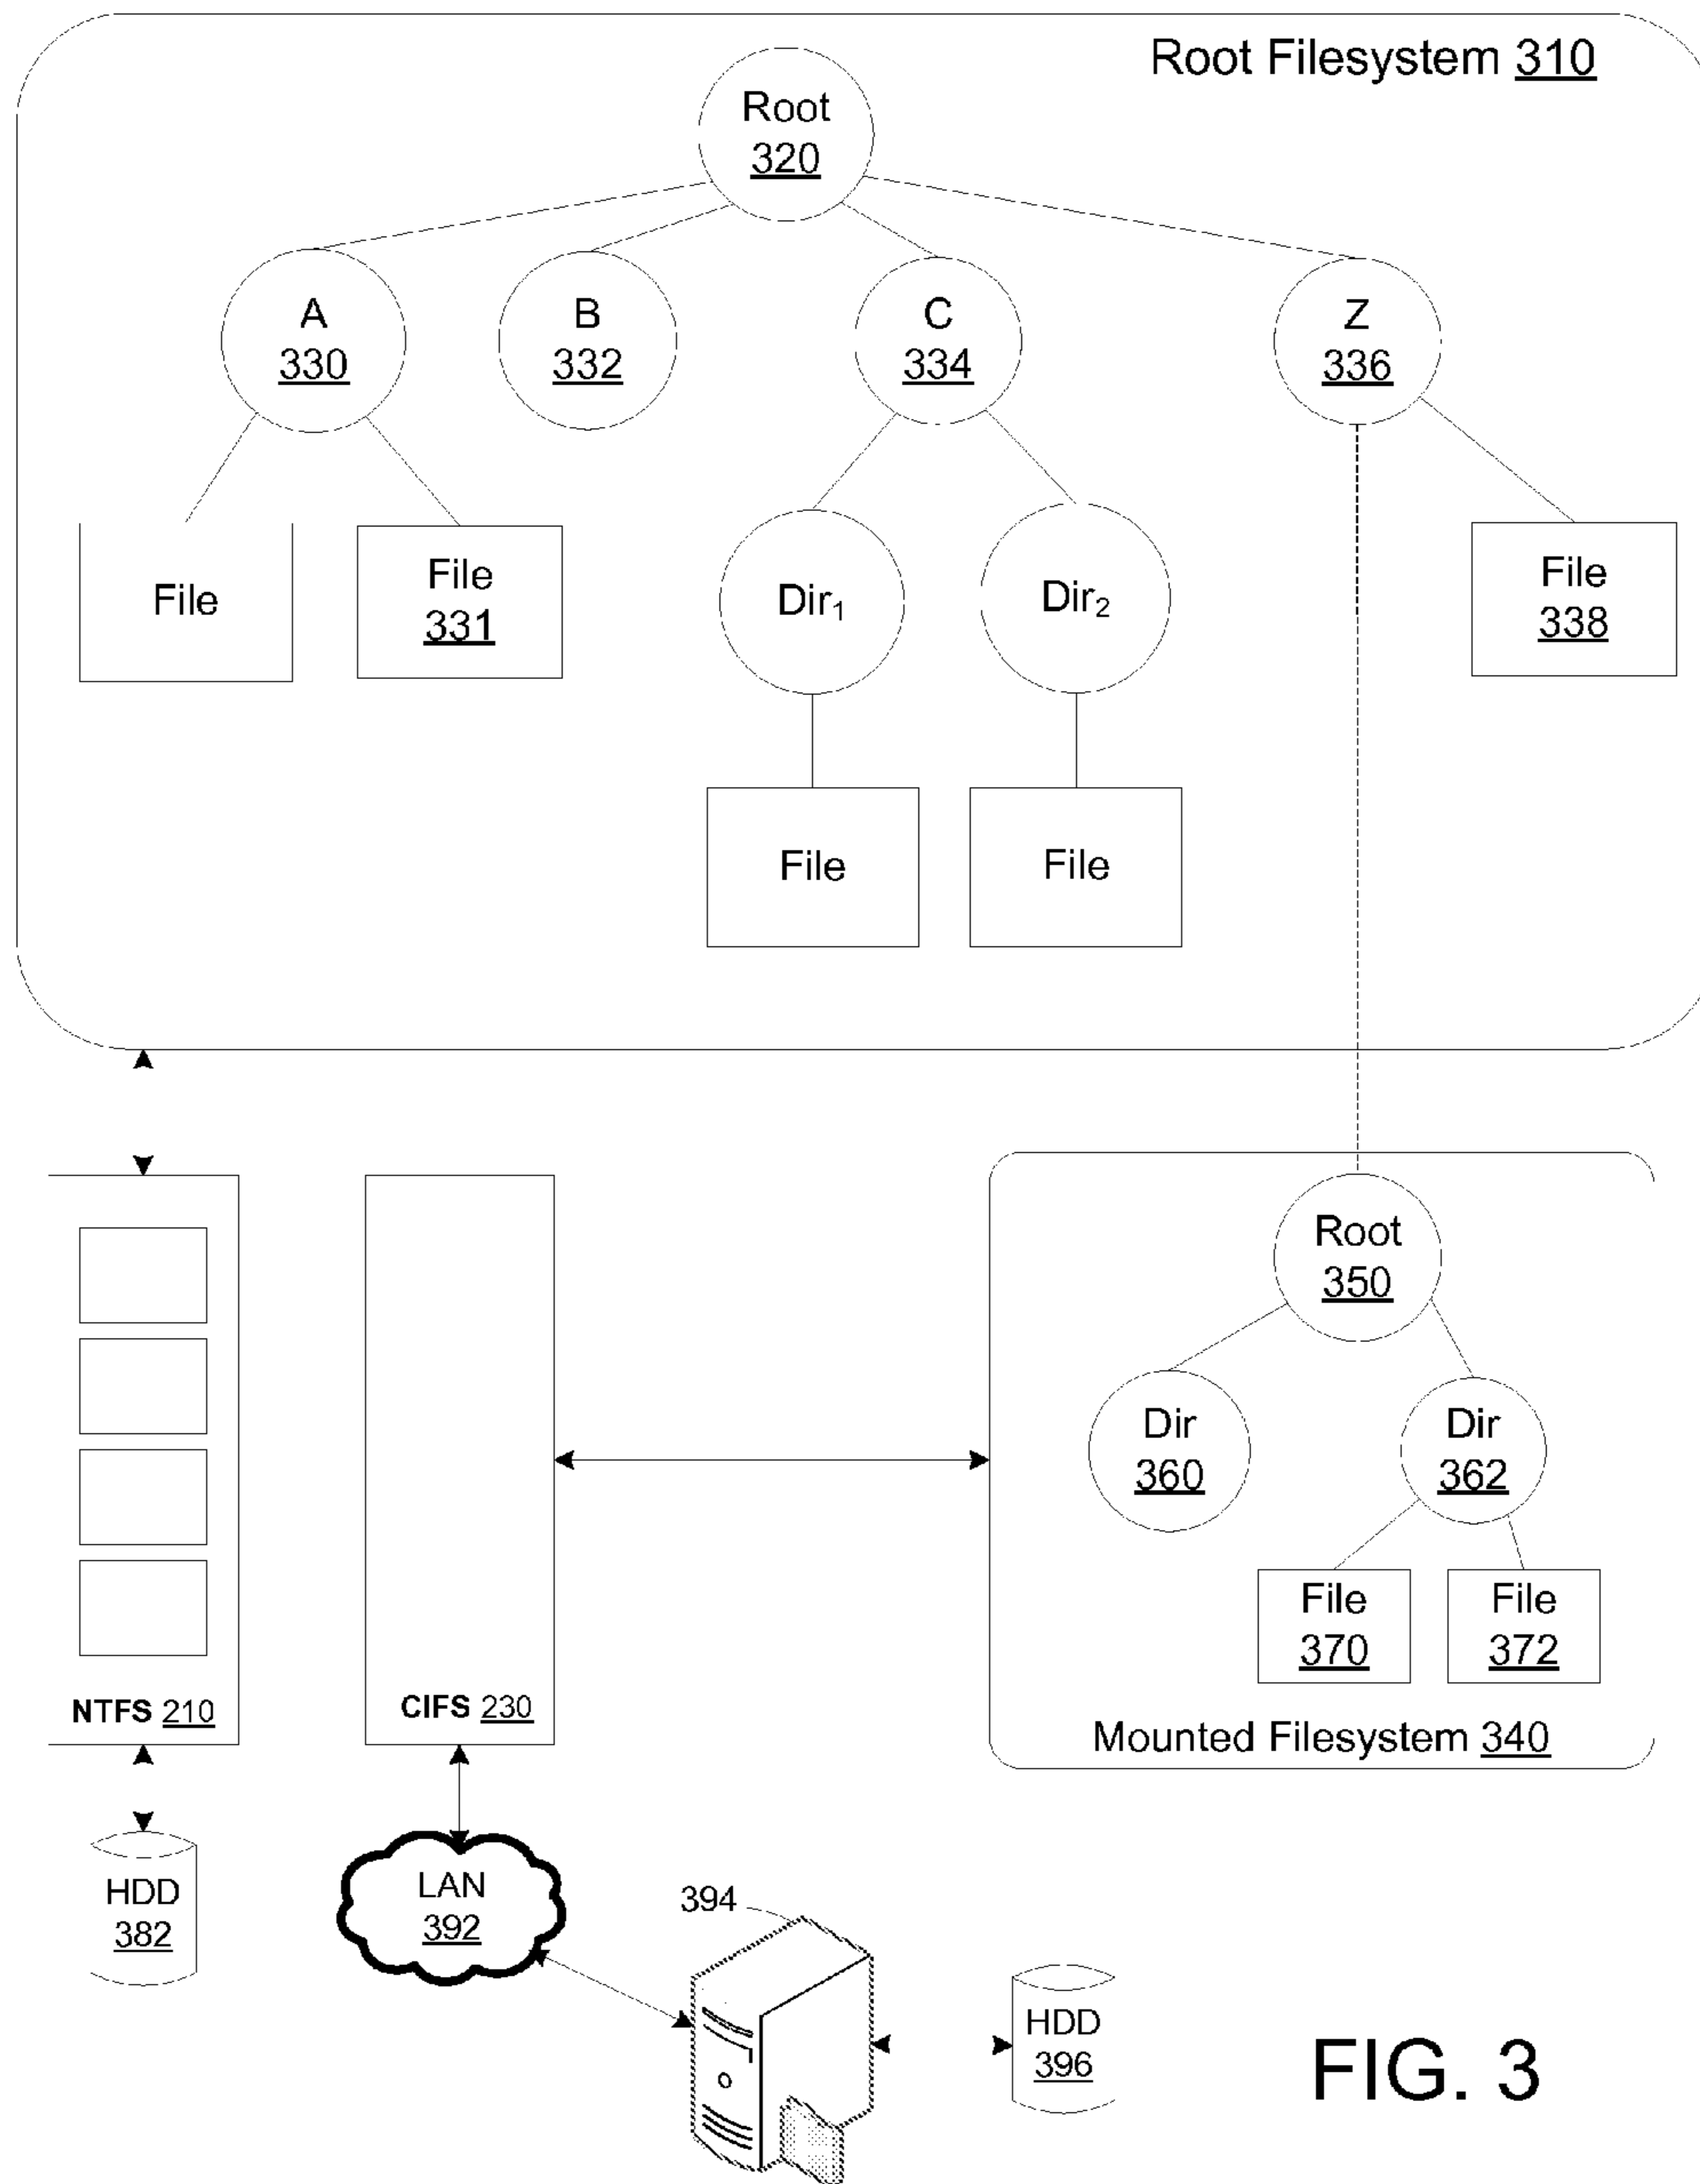 Root Filesystem 310
Root
320
A
330
B
332
C
334
Z
336
File
File
331
Dir1
Dir2
File
338
File
File
Root
350
Dir
360
Dir
362
File
370
File
372
Mounted Filesystem 340
NTFS 210
CIFS 230
HDD
382
LAN
392
394
HDD
396
FIG. 3